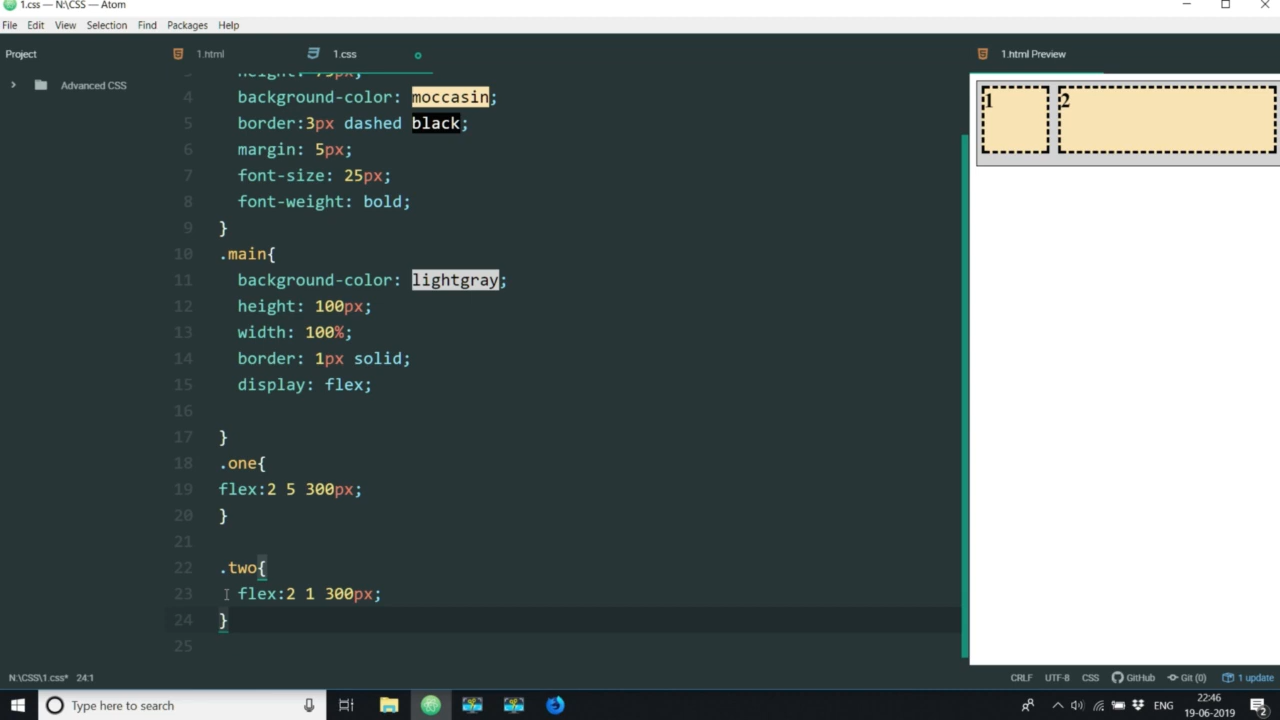 1.css — N:\CSS — Atom
File Edit View Selection Find Packages Help
Project
1.html
1.css
1.html Preview
Advanced CSS
4 background-color: moccasin;
5 border:3px dashed black;
6 margin: 5px;
7 font-size: 25px;
8 font-weight: bold;
9 }
10 .main{
11 background-color: lightgray;
12 height: 100px;
13 width: 100%;
14 border: 1px solid;
15 display: flex;
16
17 }
18 .one{
19 flex:2 5 300px;
20 }
21
22 .two{
23 flex:2 1 300px;
24 }
25
1
2
N:\CSS\1.css* 24:1
CRLF UTF-8 CSS GitHub Git (0) 1 update
Type here to search
ENG
22:46
19-06-2019
2